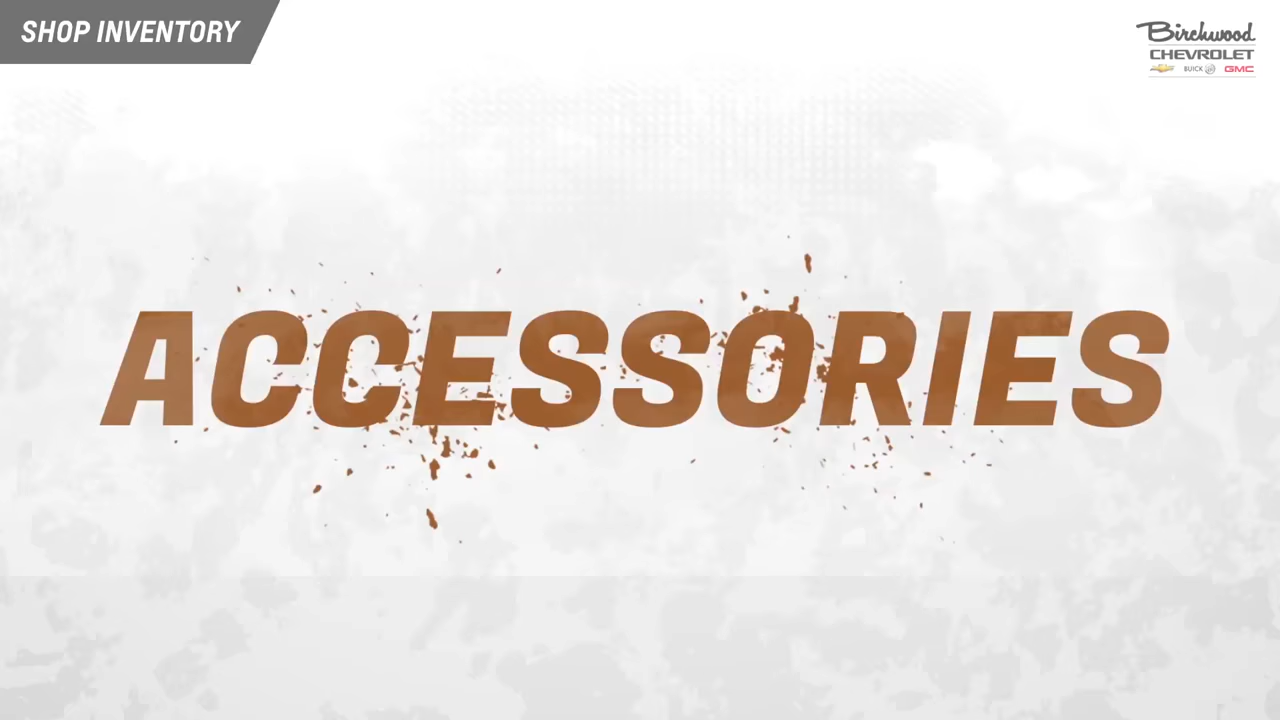 SHOP INVENTORY
Birchwood
CHEVROLET
BUICK GMC
ACCESSORIES